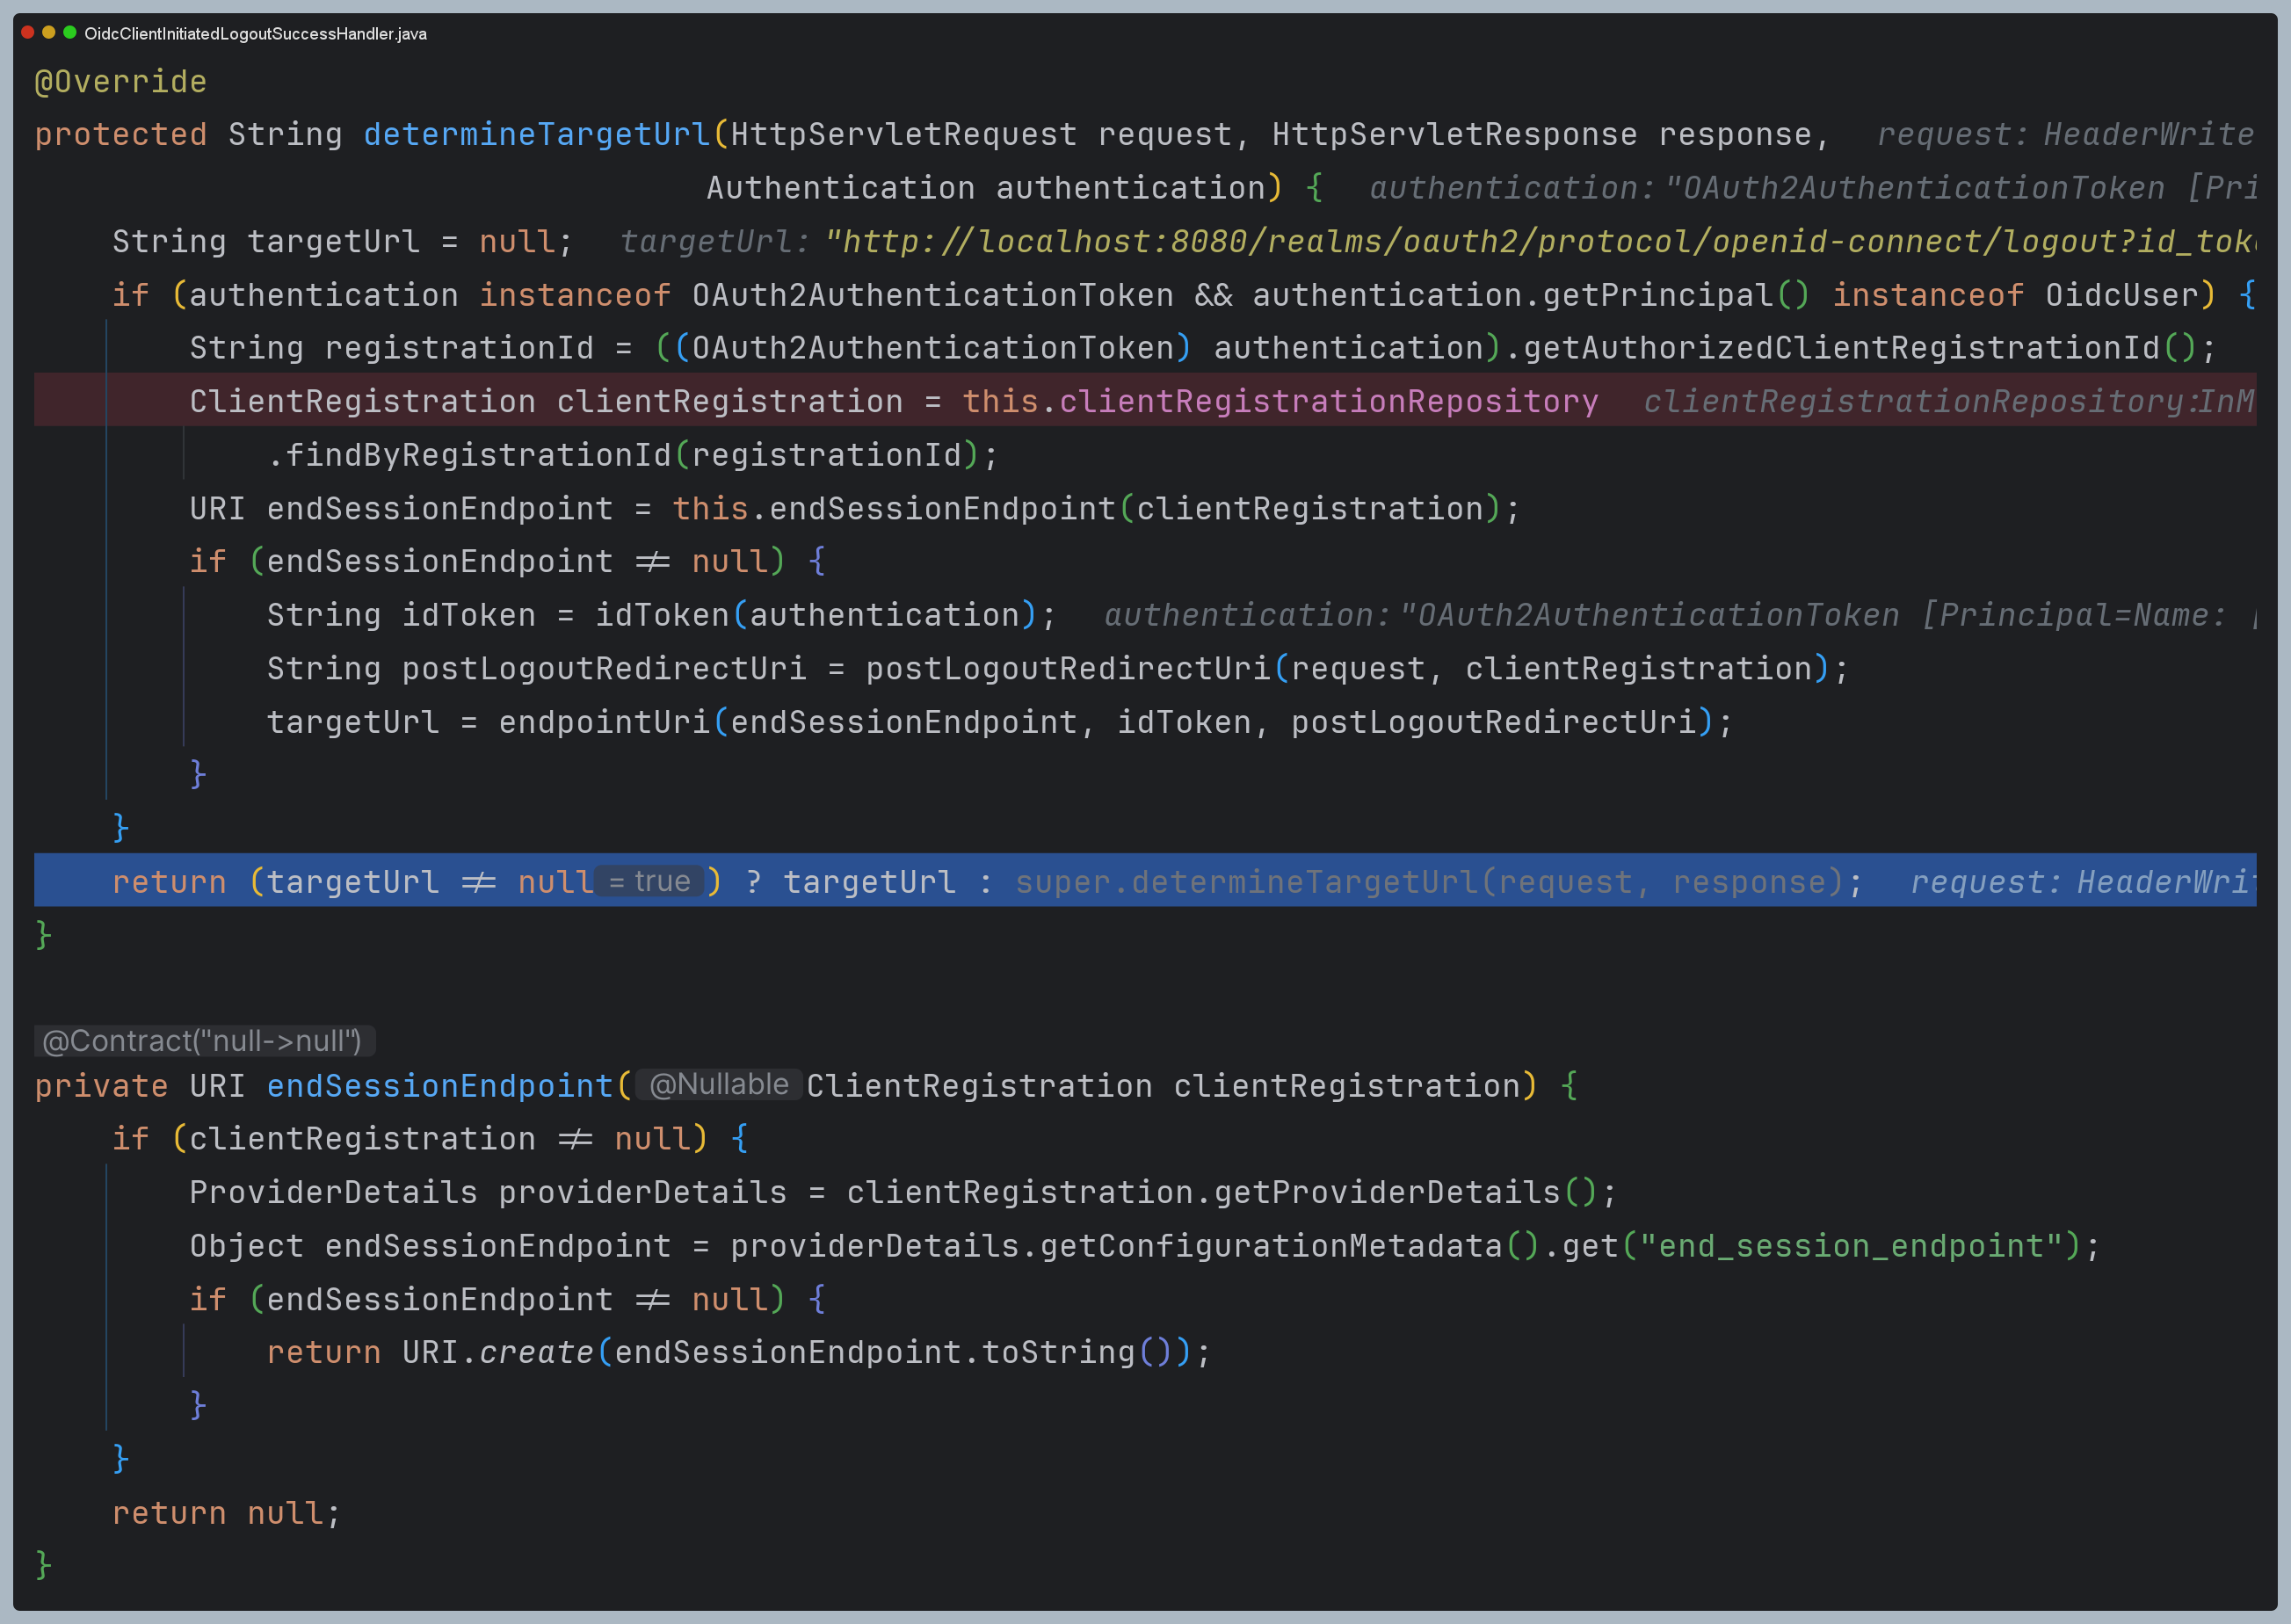 OidcClientInitiatedLogoutSuccessHandler.java
@Override
protected String determineTargetUrl(HttpServletRequest request, HttpServletResponse response,  request: HeaderWrite
Authentication authentication) {  authentication: "OAuth2AuthenticationToken [Pri
String targetUrl = null;  targetUrl: "http://localhost:8080/realms/oauth2/protocol/openid-connect/logout?id_toke
if (authentication instanceof OAuth2AuthenticationToken && authentication.getPrincipal() instanceof OidcUser) {
String registrationId = ((OAuth2AuthenticationToken) authentication).getAuthorizedClientRegistrationId();
ClientRegistration clientRegistration = this.clientRegistrationRepository  clientRegistrationRepository: InM
.findByRegistrationId(registrationId);
URI endSessionEndpoint = this.endSessionEndpoint(clientRegistration);
if (endSessionEndpoint != null) {
String idToken = idToken(authentication);  authentication: "OAuth2AuthenticationToken [Principal=Name: [
String postLogoutRedirectUri = postLogoutRedirectUri(request, clientRegistration);
targetUrl = endpointUri(endSessionEndpoint, idToken, postLogoutRedirectUri);
}
}
return (targetUrl != null = true ) ? targetUrl : super.determineTargetUrl(request, response);  request: HeaderWrit
}
@Contract("null->null")
private URI endSessionEndpoint( @Nullable ClientRegistration clientRegistration) {
if (clientRegistration != null) {
ProviderDetails providerDetails = clientRegistration.getProviderDetails();
Object endSessionEndpoint = providerDetails.getConfigurationMetadata().get("end_session_endpoint");
if (endSessionEndpoint != null) {
return URI.create(endSessionEndpoint.toString());
}
}
return null;
}